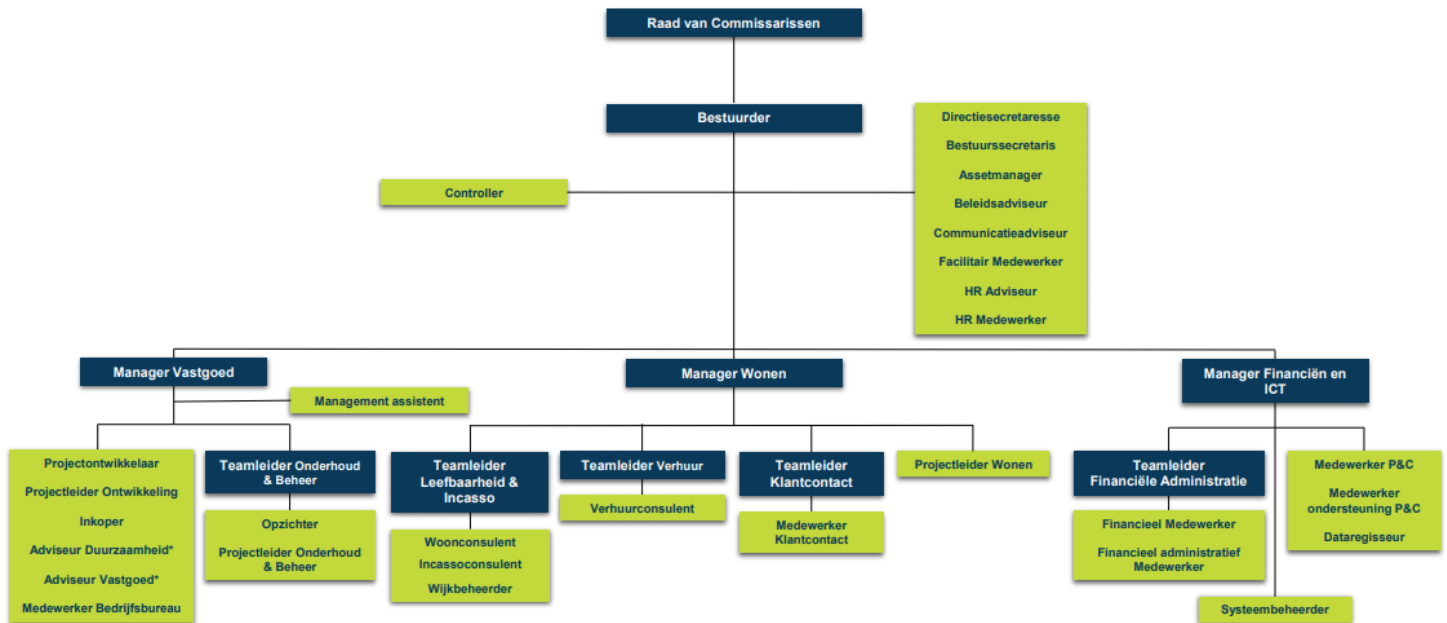 Raad van Commissarissen
Bestuurder
Directiesecretaresse
Bestuurssecretaris
Assetmanager
Beleidsadviseur
Communicatieadviseur
Facilitair Medewerker
HR Adviseur
HR Medewerker
Controller
Manager Vastgoed
Manager Wonen
Manager Financiën en
ICT
Management assistent
Projectontwikkelaar
Projectleider Ontwikkeling
Inkoper
Adviseur Duurzaamheid*
Adviseur Vastgoed*
Medewerker Bedrijfsbureau
Teamleider Onderhoud
& Beheer
Opzichter
Projectleider Onderhoud
& Beheer
Teamleider
Leefbaarheid &
Incasso
Woonconsulent
Incassoconsulent
Wijkbeheerder
Teamleider Verhuur
Verhuurconsulent
Teamleider
Klantcontact
Medewerker
Klantcontact
Projectleider Wonen
Teamleider
Financiële Administratie
Financieel Medewerker
Financieel administratief
Medewerker
Medewerker P&C
Medewerker
ondersteuning P&C
Dataregisseur
Systeembeheerder